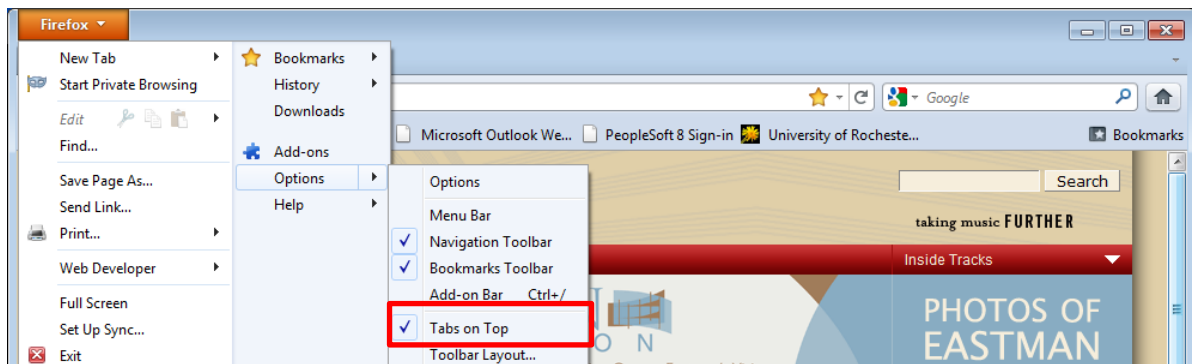 Firefox
New Tab
Start Private Browsing
Edit
Find...
Save Page As...
Send Link...
Print...
Web Developer
Full Screen
Set Up Sync...
Exit
Bookmarks
History
Downloads
Add-ons
Options
Help
Options
Menu Bar
Navigation Toolbar
Bookmarks Toolbar
Add-on Bar Ctrl+/
Tabs on Top
Toolbar Layout...
Google
Microsoft Outlook We... PeopleSoft 8 Sign-in University of Rocheste... Bookmarks
Search
taking music FURTHER
Inside Tracks
PHOTOS OF
EASTMAN
O N